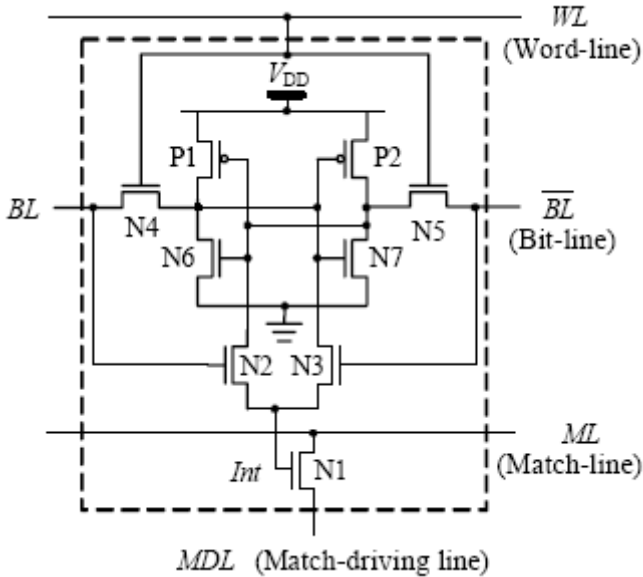 WL
(Word-line)
VDD
P1
P2
BL
N4
N5
B̅L̅
(Bit-line)
N6
N7
N2
N3
ML
(Match-line)
Int
N1
MDL (Match-driving line)